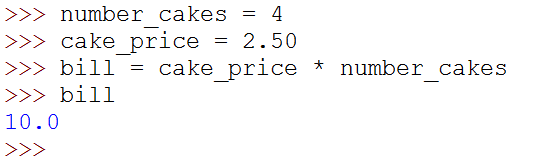 >>> number_cakes = 4
>>> cake_price = 2.50
>>> bill = cake_price * number_cakes
>>> bill
10.0
>>>